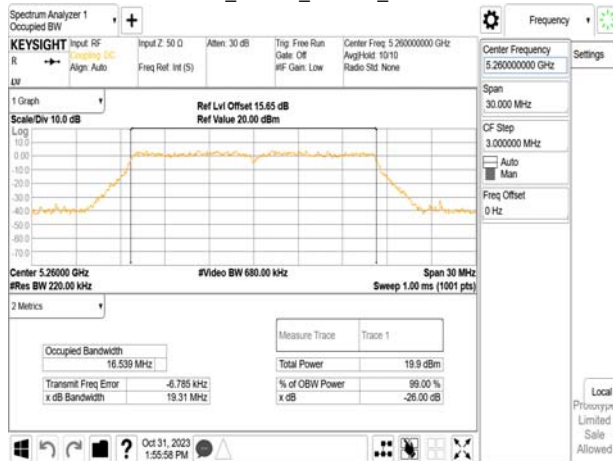 Spectrum Analyzer 1
Occupied BW
+
Frequency
KEYSIGHT Input: RF Input Z: 50 Ω Atten: 30 dB Trig: Free Run Center Freq: 5.260000000 GHz
R Coupling: DC Gate: Off Avg|Hold: 10/10
Align: Auto Freq Ref: Int (S) #IF Gain: Low Radio Std: None
Center Frequency
5.260000000 GHz
Settings
Span
30.000 MHz
CF Step
3.000000 MHz
Auto
Man
Freq Offset
0 Hz
1 Graph
Ref Lvl Offset 15.65 dB
Scale/Div 10.0 dB Ref Value 20.00 dBm
Log
10.0
0.00
-10.0
-20.0
-30.0
-40.0
-50.0
-60.0
-70.0
Center 5.26000 GHz #Video BW 680.00 kHz Span 30 MHz
#Res BW 220.00 kHz Sweep 1.00 ms (1001 pts)
2 Metrics
Measure Trace Trace 1
Occupied Bandwidth
16.539 MHz Total Power 19.9 dBm
Transmit Freq Error -6.785 kHz % of OBW Power 99.00 %
x dB Bandwidth 19.31 MHz x dB -26.00 dB
Local
Prototype
Limited
Sale
Allowed
?
Oct 31, 2023
1:55:58 PM